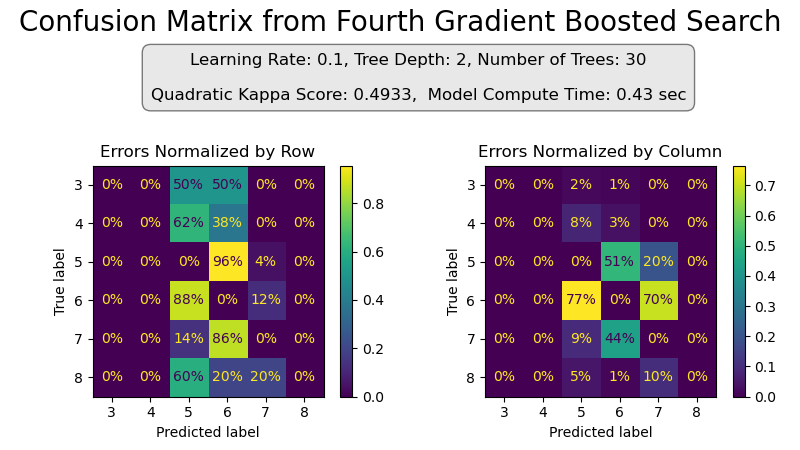 Confusion Matrix from Fourth Gradient Boosted Search
Learning Rate: 0.1, Tree Depth: 2, Number of Trees: 30
Quadratic Kappa Score: 0.4933,  Model Compute Time: 0.43 sec
Errors Normalized by Row
True label
3 0% 0% 50% 50% 0% 0%
4 0% 0% 62% 38% 0% 0%
5 0% 0% 0% 96% 4% 0%
6 0% 0% 88% 0% 12% 0%
7 0% 0% 14% 86% 0% 0%
8 0% 0% 60% 20% 20% 0%
3 4 5 6 7 8
Predicted label
0.8
0.6
0.4
0.2
0.0
Errors Normalized by Column
True label
3 0% 0% 2% 1% 0% 0%
4 0% 0% 8% 3% 0% 0%
5 0% 0% 0% 51% 20% 0%
6 0% 0% 77% 0% 70% 0%
7 0% 0% 9% 44% 0% 0%
8 0% 0% 5% 1% 10% 0%
3 4 5 6 7 8
Predicted label
0.7
0.6
0.5
0.4
0.3
0.2
0.1
0.0